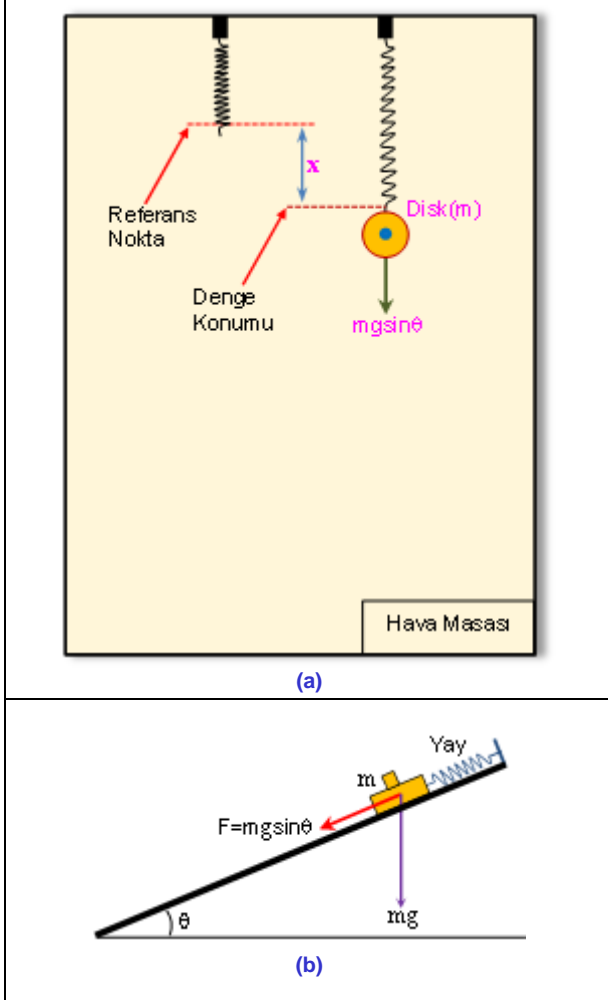 x
Disk(m)
Referans
Nokta
Denge
Konumu
mgsinθ
Hava Masası
(a)
Yay
m
F=mgsinθ
θ
mg
(b)